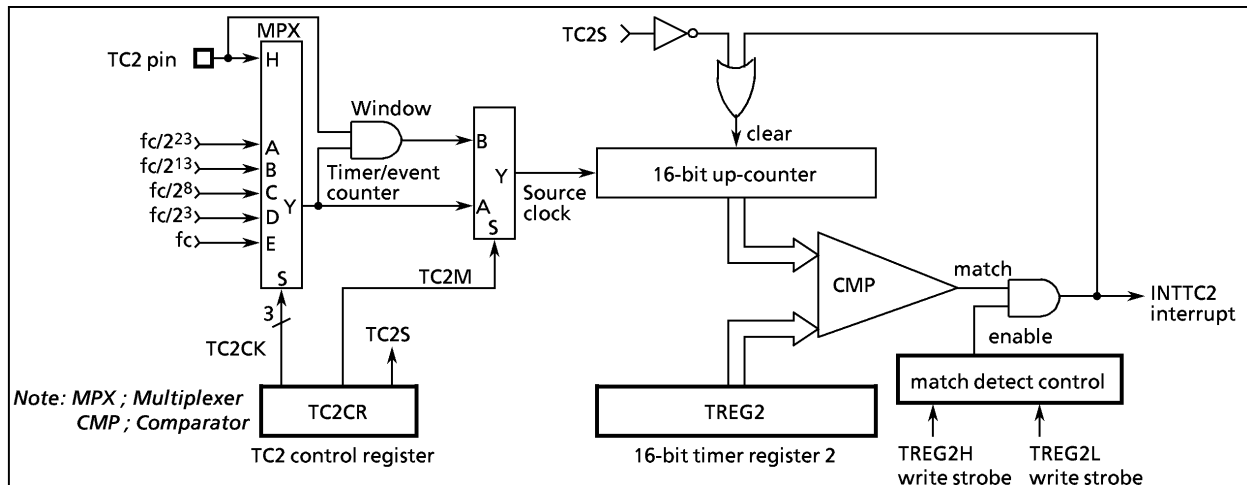 MPX
TC2 pin
H
fc/2²³
A
fc/2¹³
B
fc/2⁸
C
fc/2³
D
fc
E
Y
S
3
TC2CK
Window
Timer/event
counter
B
Y
A
S
TC2M
TC2S
Source
clock
TC2S
clear
16-bit up-counter
CMP
match
enable
INTTC2
interrupt
match detect control
TREG2H
write strobe
TREG2L
write strobe
TREG2
16-bit timer register 2
TC2CR
TC2 control register
Note: MPX ; Multiplexer
CMP ; Comparator